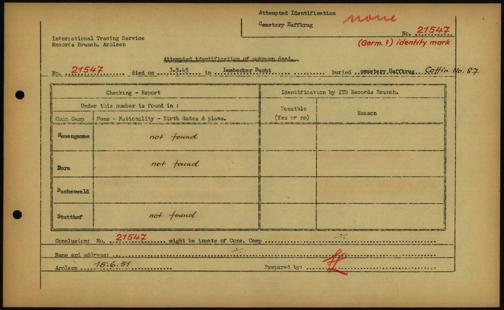 Attempted Identification
Cemetery Haffkrug none
No. 21547
(Germ. ?) identity mark
International Tracing Service
Records Branch, Arolsen
Attempted identification of unknown dead.
No. 21547 died on 3.5.45 in Luebecker Bucht buried cemetery Haffkrug Coffin No. 87.
Checking - Report
Under this number is found in :
Identification by ITS Records Branch.
Conc Camp Name - Nationality - Birth dates & place.
Possible
(Yes or no)
Reason
Neuengamme not found
Dora not found
Buchenwald
Stutthof not found
Conclusion: No. 21547 might be inmate of Conc. Camp
Name and address:
Arolsen 15.6.51 Prepared by: